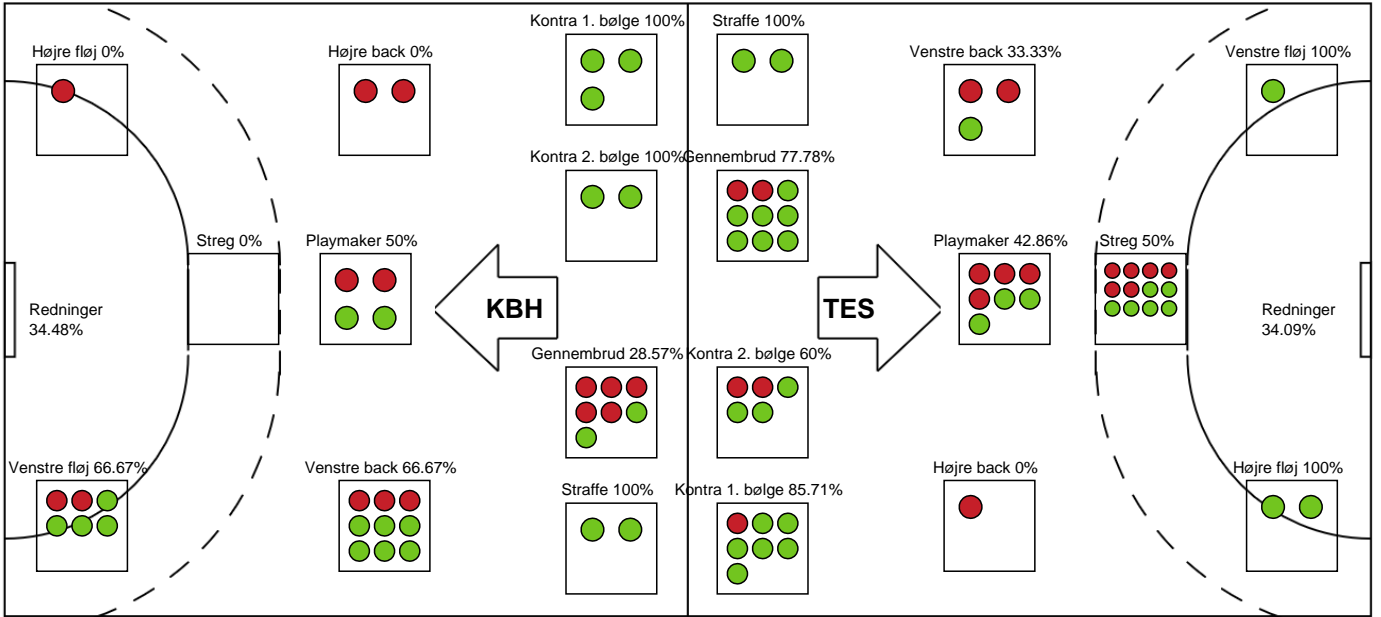 Kontra 1. bølge 100%
Straffe 100%
Højre fløj 0%
Højre back 0%
Venstre back 33.33%
Venstre fløj 100%
Kontra 2. bølge 100%
Gennembrud 77.78%
Streg 0%
Playmaker 50%
Playmaker 42.86%
Streg 50%
Redninger
34.48%
KBH
TES
Redninger
34.09%
Gennembrud 28.57%
Kontra 2. bølge 60%
Venstre fløj 66.67%
Venstre back 66.67%
Højre back 0%
Højre fløj 100%
Straffe 100%
Kontra 1. bølge 85.71%